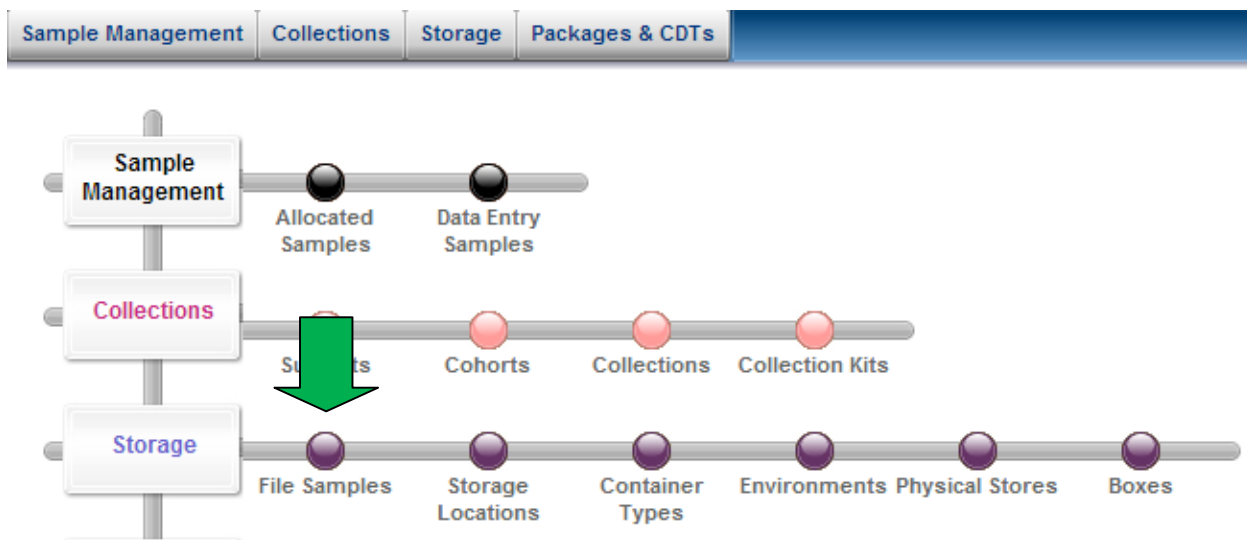 Sample Management Collections Storage Packages & CDTs
Sample
Management
Allocated
Samples
Data Entry
Samples
Collections
Cohorts
Collections
Collection Kits
Storage
File Samples
Storage
Locations
Container
Types
Environments
Physical Stores
Boxes